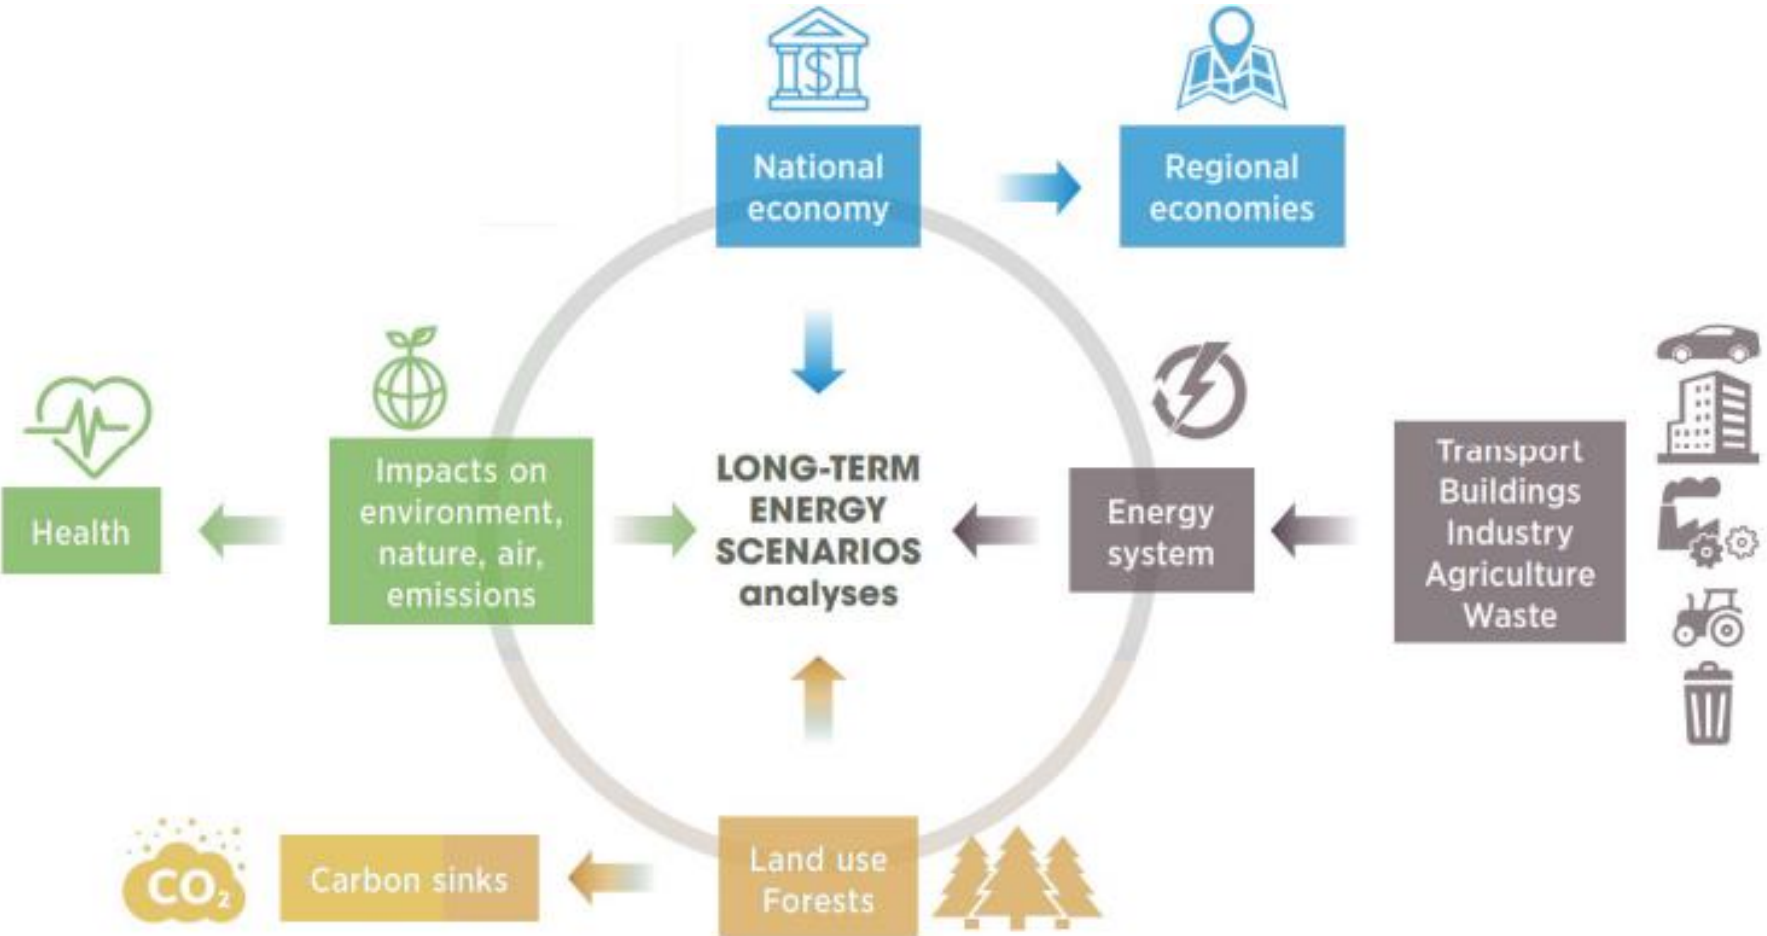 $
National
economy
Regional
economies
Health
Impacts on
environment,
nature, air,
emissions
LONG-TERM
ENERGY
SCENARIOS
analyses
Energy
system
Transport
Buildings
Industry
Agriculture
Waste
CO₂
Carbon sinks
Land use
Forests